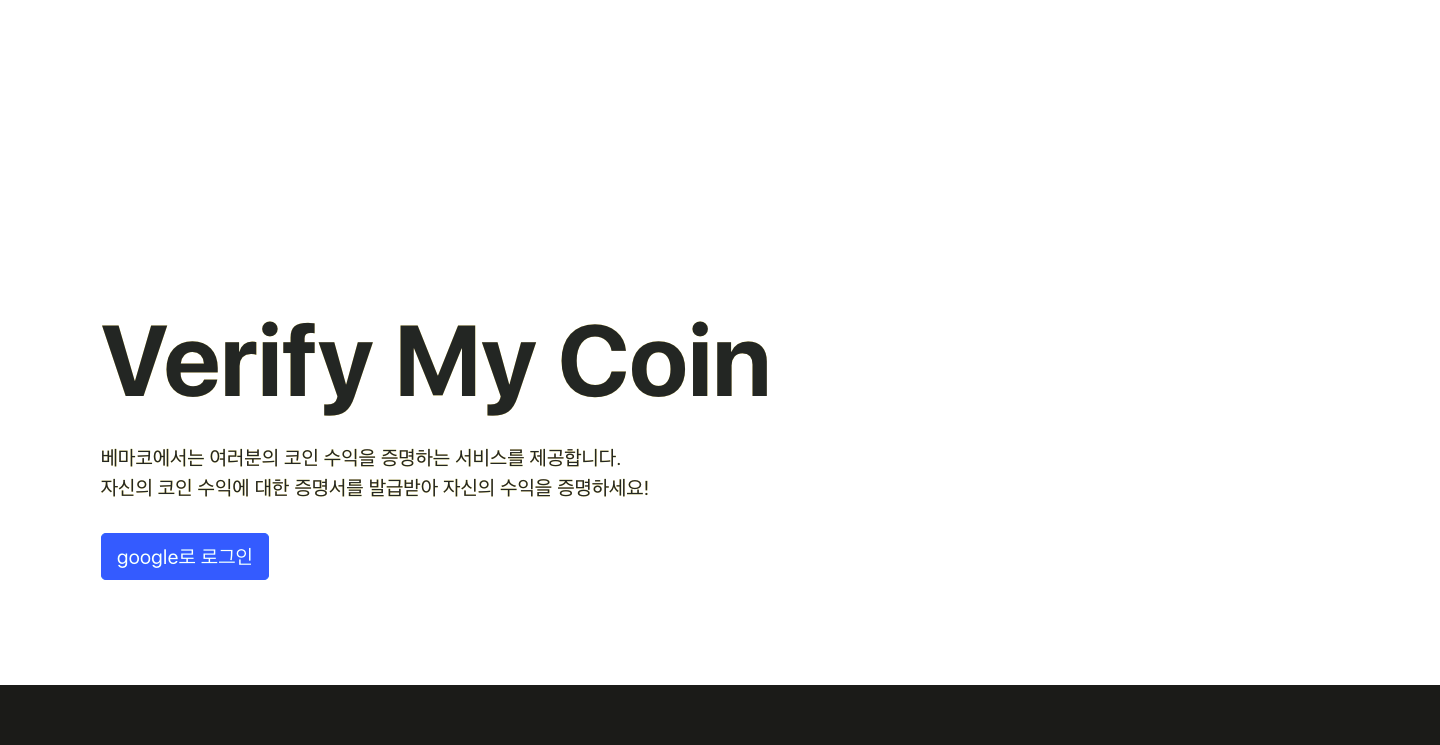 Verify My Coin
베마코에서는 여러분의 코인 수익을 증명하는 서비스를 제공합니다.
자신의 코인 수익에 대한 증명서를 발급받아 자신의 수익을 증명하세요!
google로 로그인